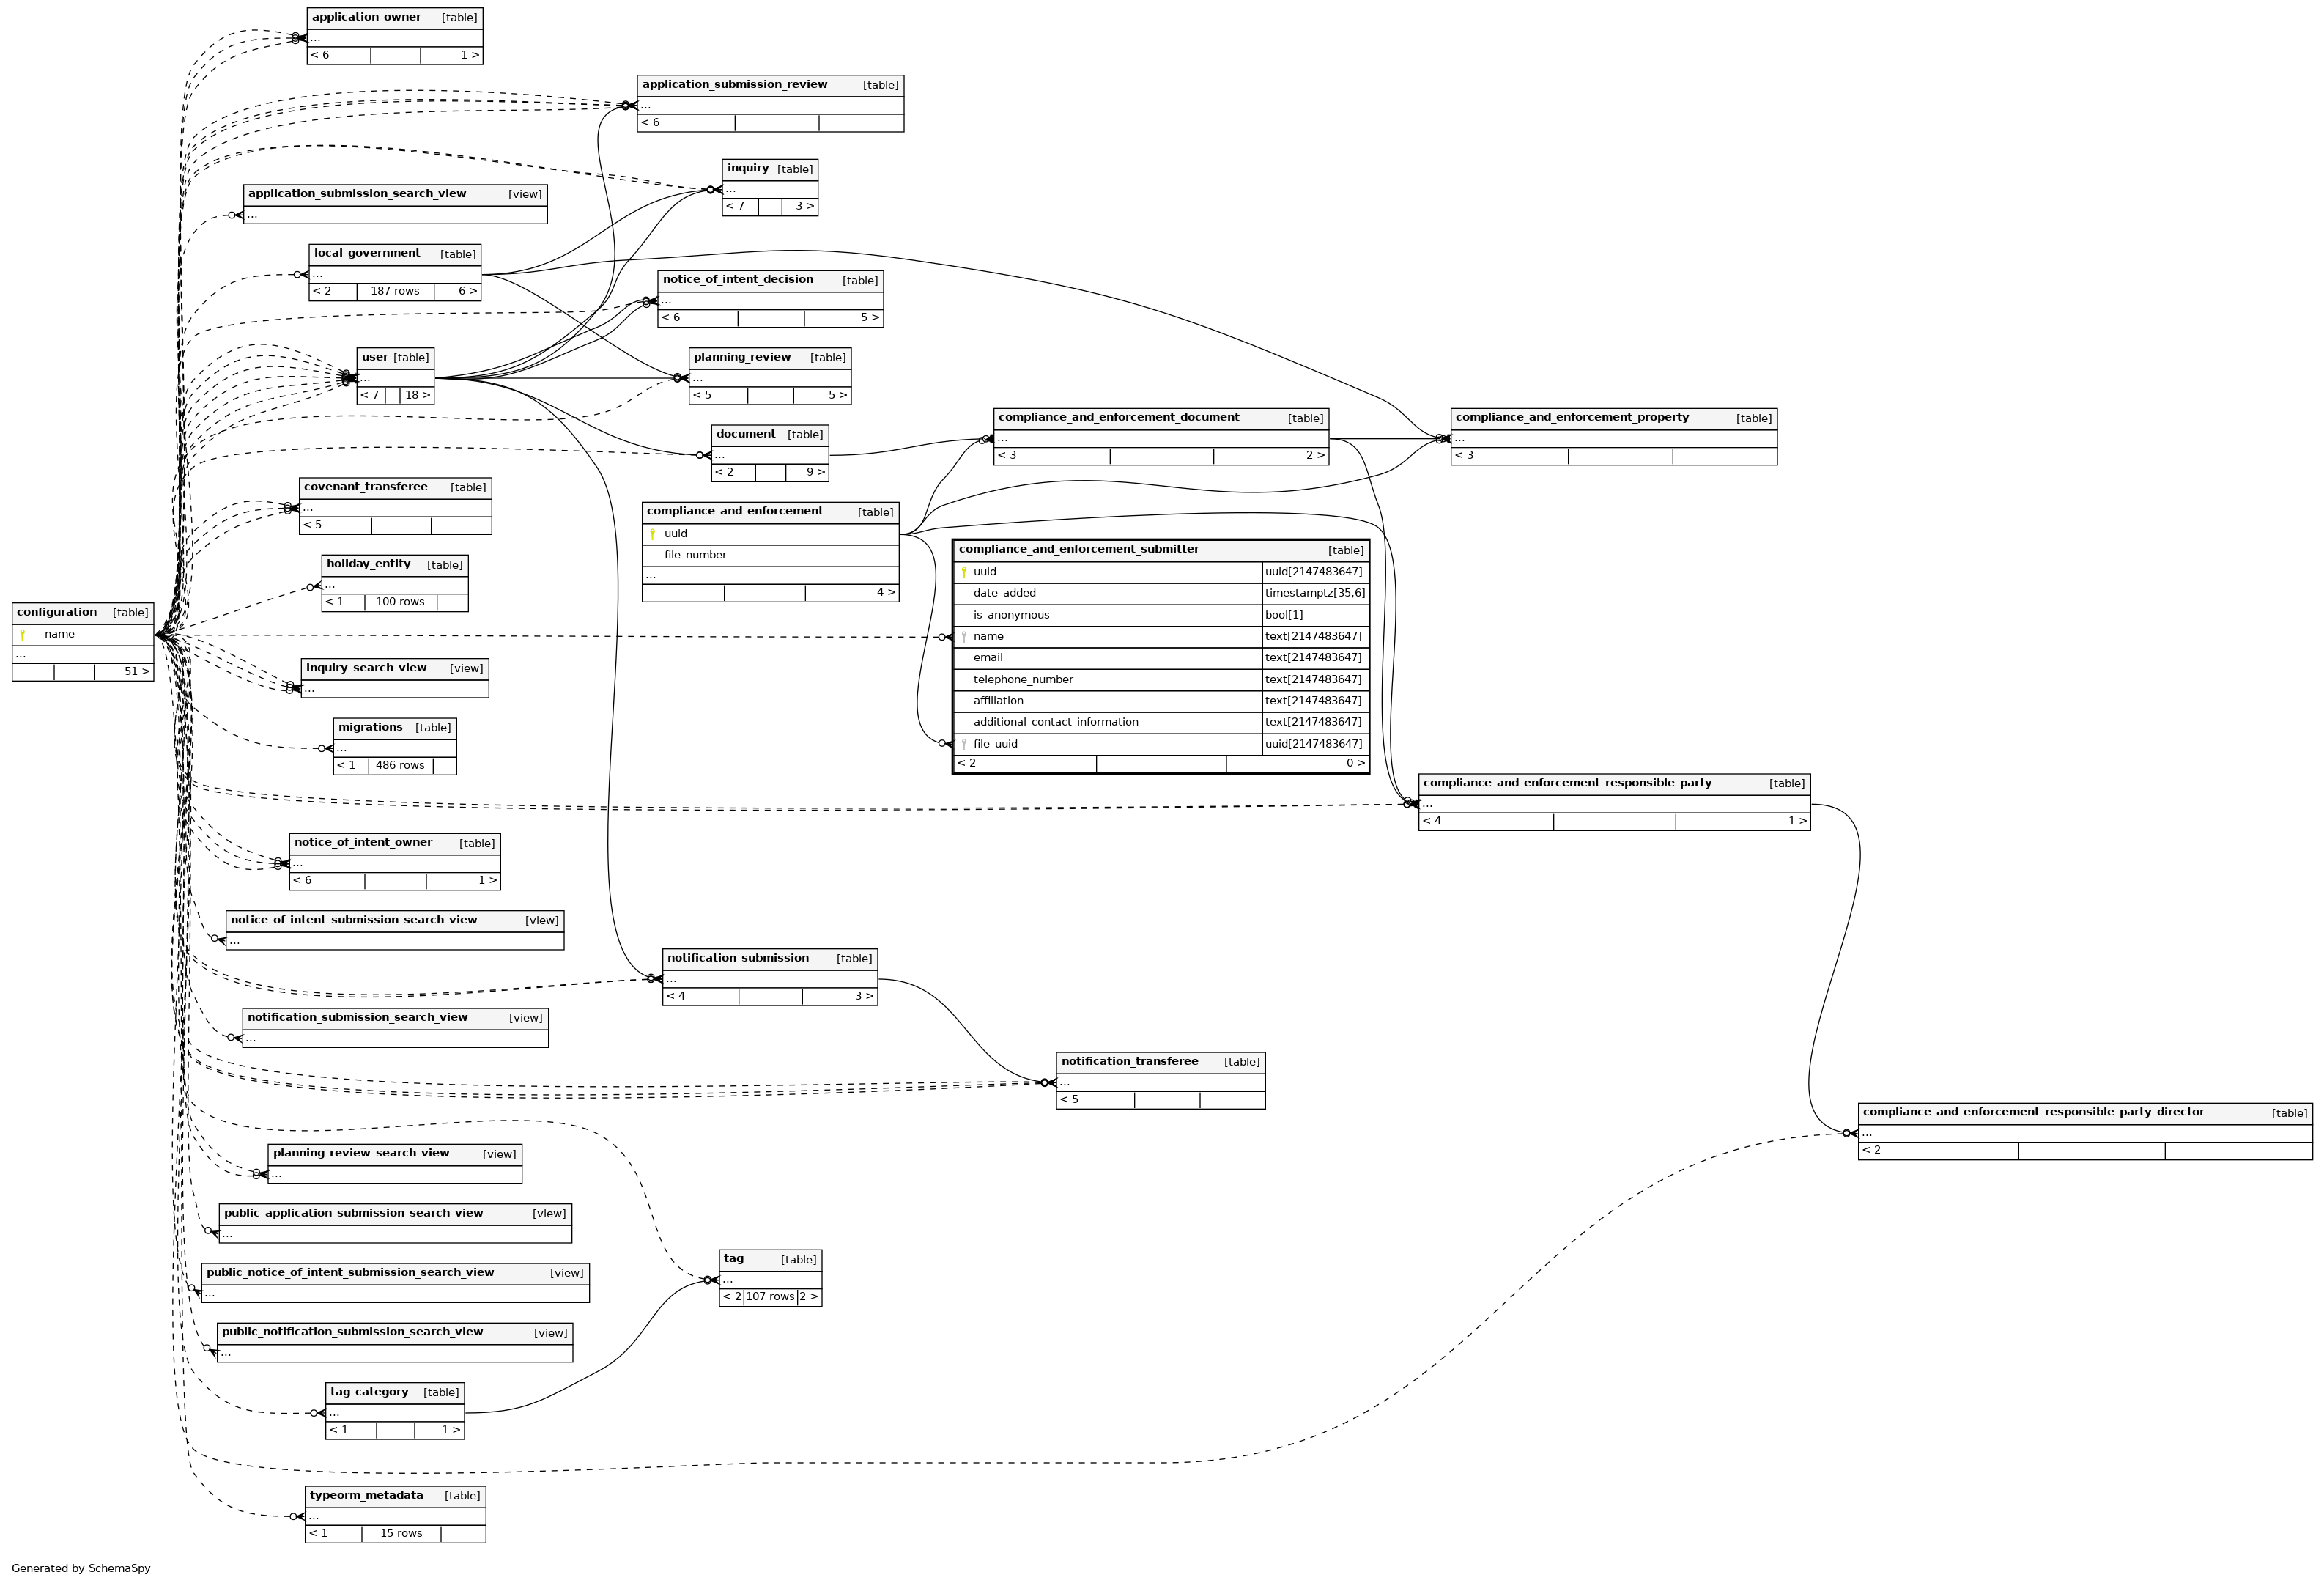 application_owner [table]
...
< 6 1 >
application_submission_review [table]
...
< 6
inquiry [table]
...
< 7 3 >
application_submission_search_view [view]
...
local_government [table]
...
< 2 187 rows 6 >
notice_of_intent_decision [table]
...
< 6 5 >
user [table]
...
< 7 18 >
planning_review [table]
...
< 5 5 >
document [table]
...
< 2 9 >
compliance_and_enforcement_document [table]
...
< 3 2 >
compliance_and_enforcement_property [table]
...
< 3
covenant_transferee [table]
...
< 5
compliance_and_enforcement [table]
uuid
file_number
...
4 >
compliance_and_enforcement_submitter [table]
uuid uuid[2147483647]
date_added timestamptz[35,6]
is_anonymous bool[1]
name text[2147483647]
email text[2147483647]
telephone_number text[2147483647]
affiliation text[2147483647]
additional_contact_information text[2147483647]
file_uuid uuid[2147483647]
< 2 0 >
holiday_entity [table]
...
< 1 100 rows
configuration [table]
name
...
51 >
inquiry_search_view [view]
...
migrations [table]
...
< 1 486 rows
compliance_and_enforcement_responsible_party [table]
...
< 4 1 >
notice_of_intent_owner [table]
...
< 6 1 >
notice_of_intent_submission_search_view [view]
...
notification_submission [table]
...
< 4 3 >
notification_submission_search_view [view]
...
notification_transferee [table]
...
< 5
compliance_and_enforcement_responsible_party_director [table]
...
< 2
planning_review_search_view [view]
...
public_application_submission_search_view [view]
...
tag [table]
...
< 2 107 rows 2 >
public_notice_of_intent_submission_search_view [view]
...
public_notification_submission_search_view [view]
...
tag_category [table]
...
< 1 1 >
typeorm_metadata [table]
...
< 1 15 rows
Generated by SchemaSpy